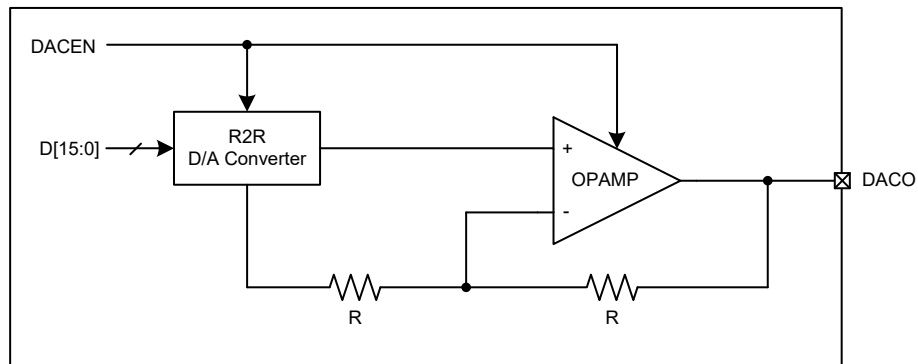 DACEN
D[15:0]
R2R
D/A Converter
+
OPAMP
-
DACO
R
R